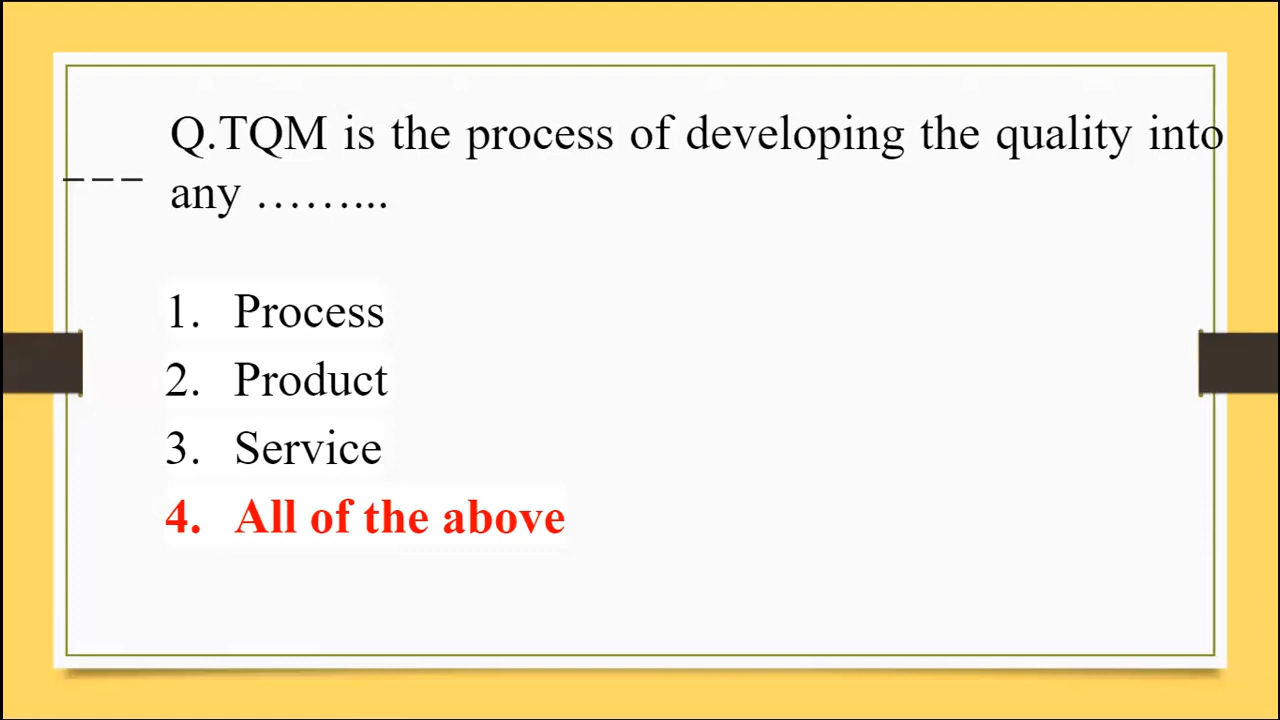 Q.TQM is the process of developing the quality into
any ……...
1. Process
2. Product
3. Service
4. All of the above